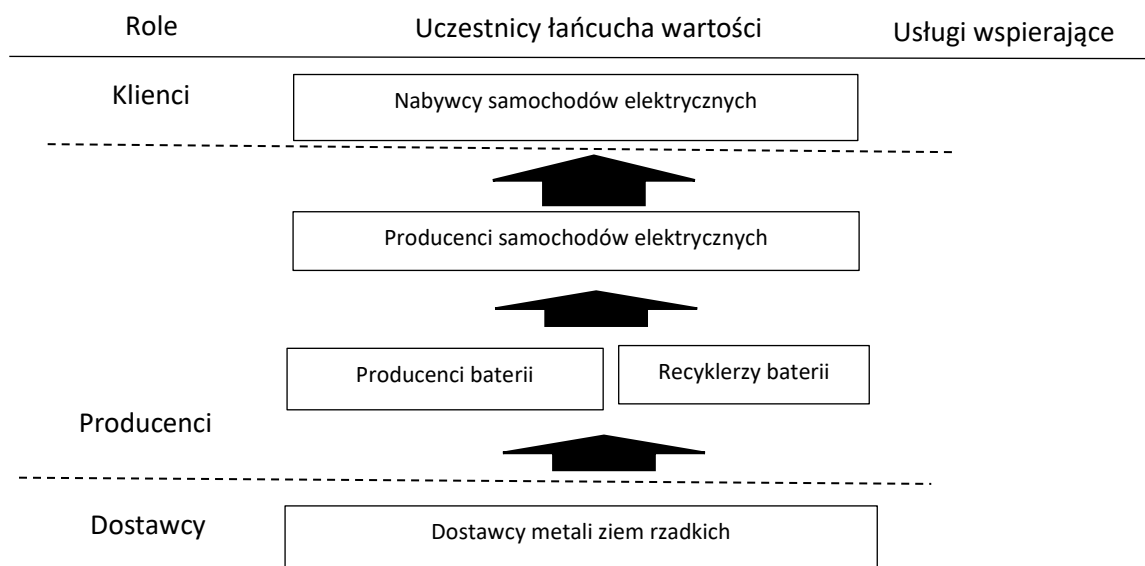 Role Uczestnicy łańcucha wartości Usługi wspierające
Klienci
Nabywcy samochodów elektrycznych
Producenci samochodów elektrycznych
Producenci baterii
Recyklerzy baterii
Producenci
Dostawcy
Dostawcy metali ziem rzadkich